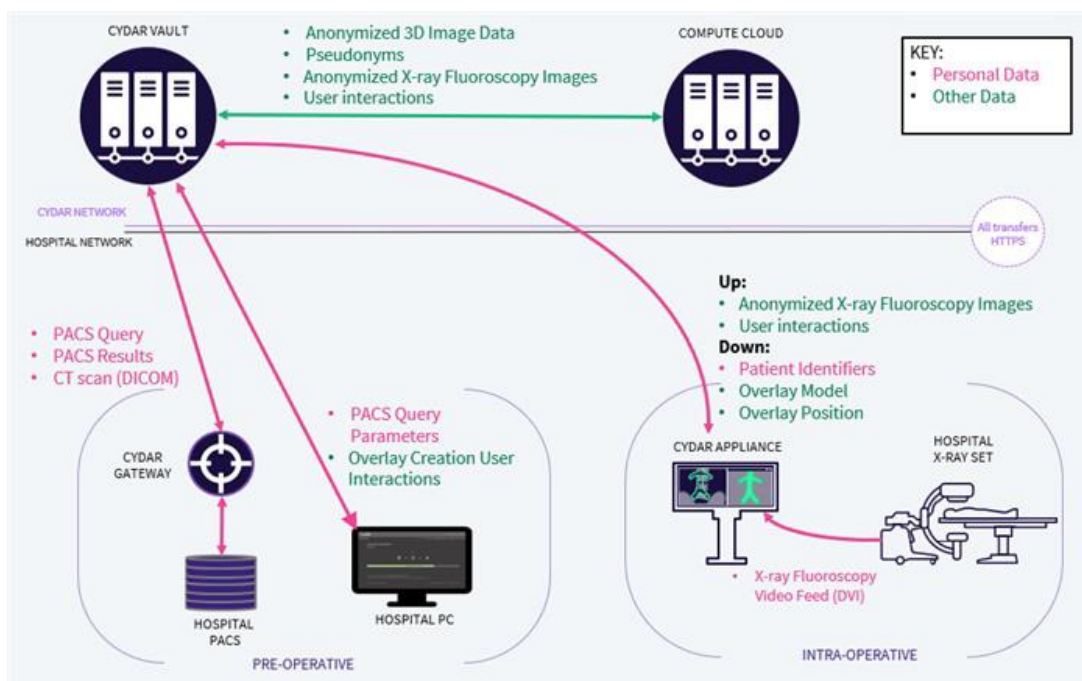 CYDAR VAULT
• Anonymized 3D Image Data
• Pseudonyms
• Anonymized X-ray Fluoroscopy Images
• User interactions
COMPUTE CLOUD
KEY:
• Personal Data
• Other Data
CYDAR NETWORK
HOSPITAL NETWORK
All transfers
HTTPS
• PACS Query
• PACS Results
• CT scan (DICOM)
CYDAR
GATEWAY
HOSPITAL
PACS
• PACS Query
Parameters
• Overlay Creation User
Interactions
HOSPITAL PC
PRE-OPERATIVE
Up:
• Anonymized X-ray Fluoroscopy Images
• User interactions
Down:
• Patient Identifiers
• Overlay Model
• Overlay Position
CYDAR APPLIANCE
HOSPITAL
X-RAY SET
• X-ray Fluoroscopy
Video Feed (DVI)
INTRA-OPERATIVE